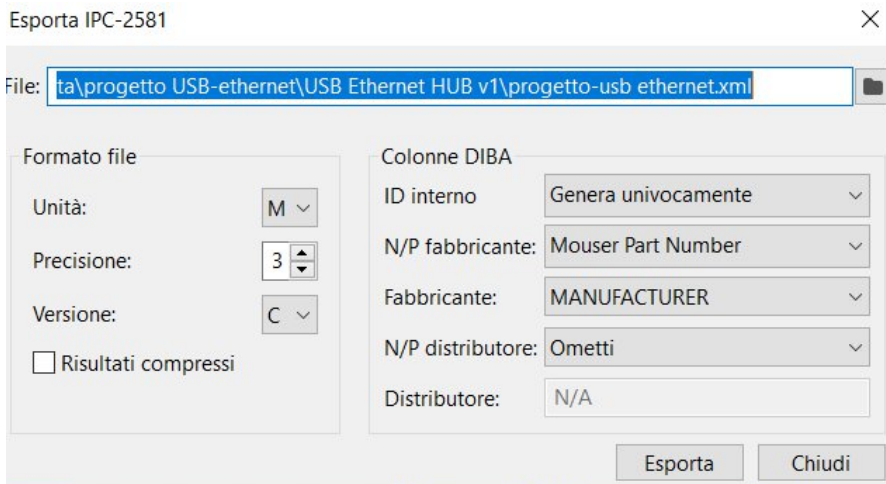 Esporta IPC-2581
File: ta\progetto USB-ethernet\USB Ethernet HUB v1\progetto-usb ethernet.xml
Formato file
Unità: M
Precisione: 3
Versione: C
Risultati compressi
Colonne DIBA
ID interno Genera univocamente
N/P fabbricante: Mouser Part Number
Fabbricante: MANUFACTURER
N/P distributore: Ometti
Distributore: N/A
Esporta Chiudi